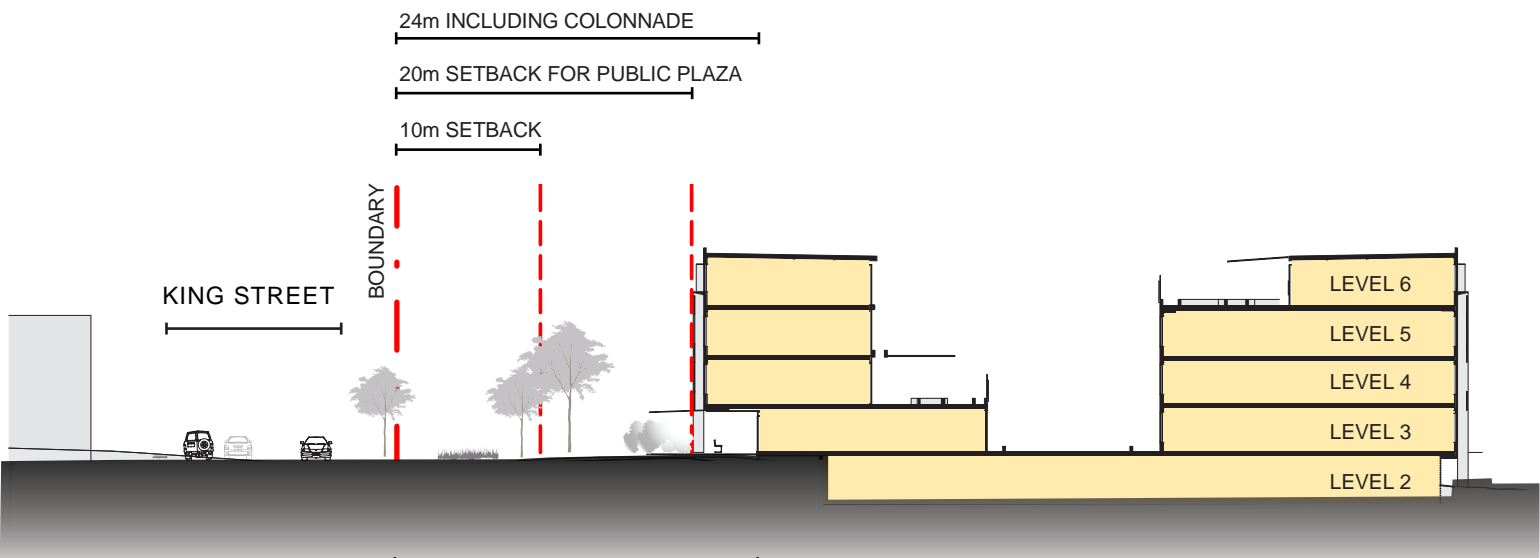 24m INCLUDING COLONNADE
20m SETBACK FOR PUBLIC PLAZA
10m SETBACK
BOUNDARY
KING STREET
LEVEL 6
LEVEL 5
LEVEL 4
LEVEL 3
LEVEL 2